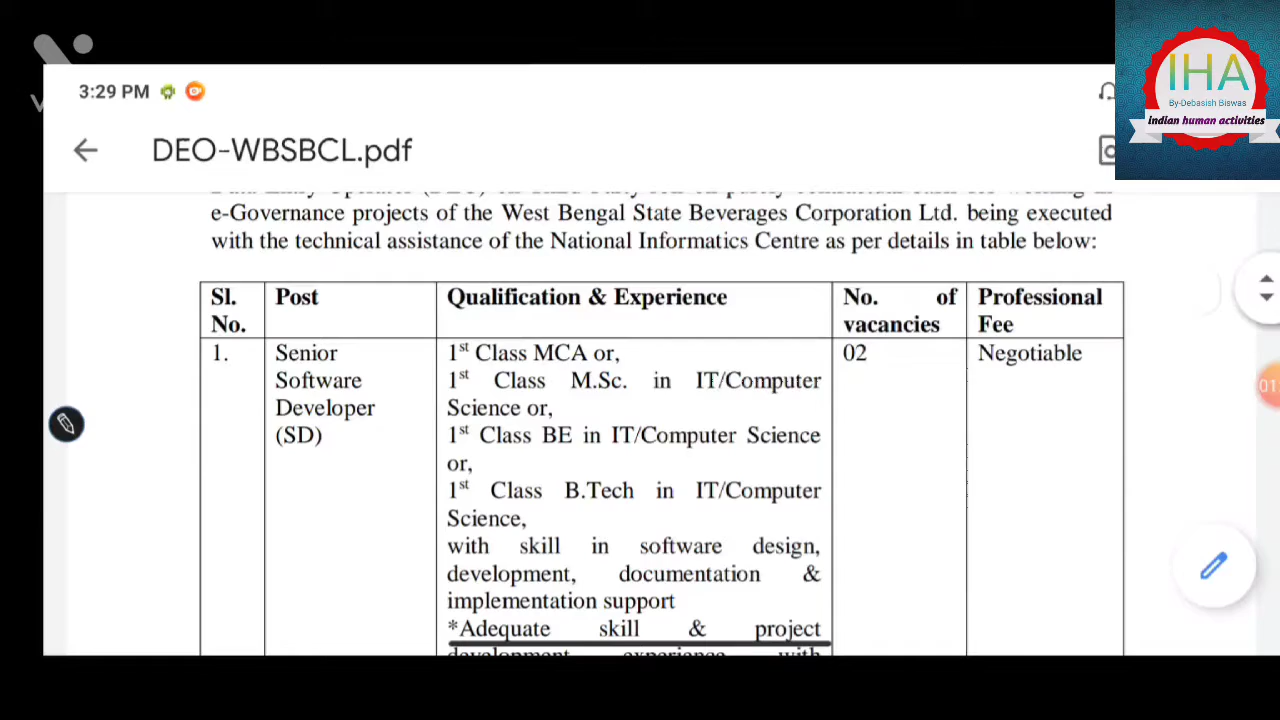 3:29 PM
IHA
By-Debasish Biswas
indian human activities
DEO-WBSBCL.pdf
e-Governance projects of the West Bengal State Beverages Corporation Ltd. being executed
with the technical assistance of the National Informatics Centre as per details in table below:
Sl. No. Post Qualification & Experience No. of vacancies Professional Fee
1. Senior Software Developer (SD) 1st Class MCA or, 02 Negotiable
1st Class M.Sc. in IT/Computer
Science or,
1st Class BE in IT/Computer Science
or,
1st Class B.Tech in IT/Computer
Science,
with skill in software design,
development, documentation &
implementation support
*Adequate skill & project
development experience with